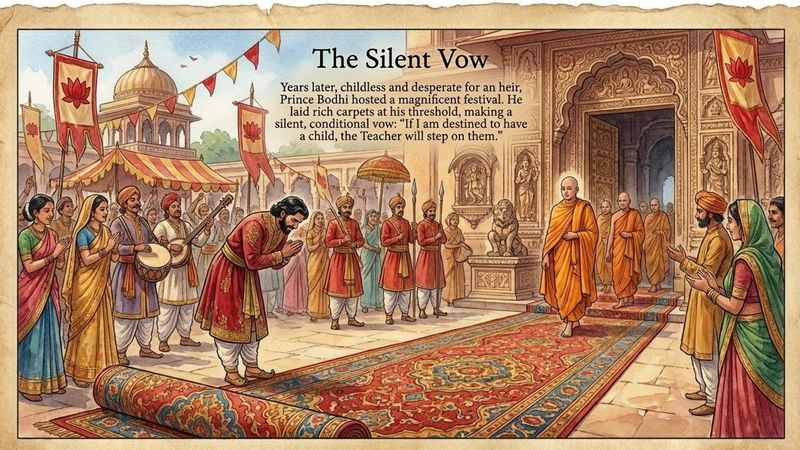 The Silent Vow
Years later, childless and desperate for an heir,
Prince Bodhi hosted a magnificent festival. He
laid rich carpets at his threshold, making a
silent, conditional vow: “If I am destined to have
a child, the Teacher will step on them.”